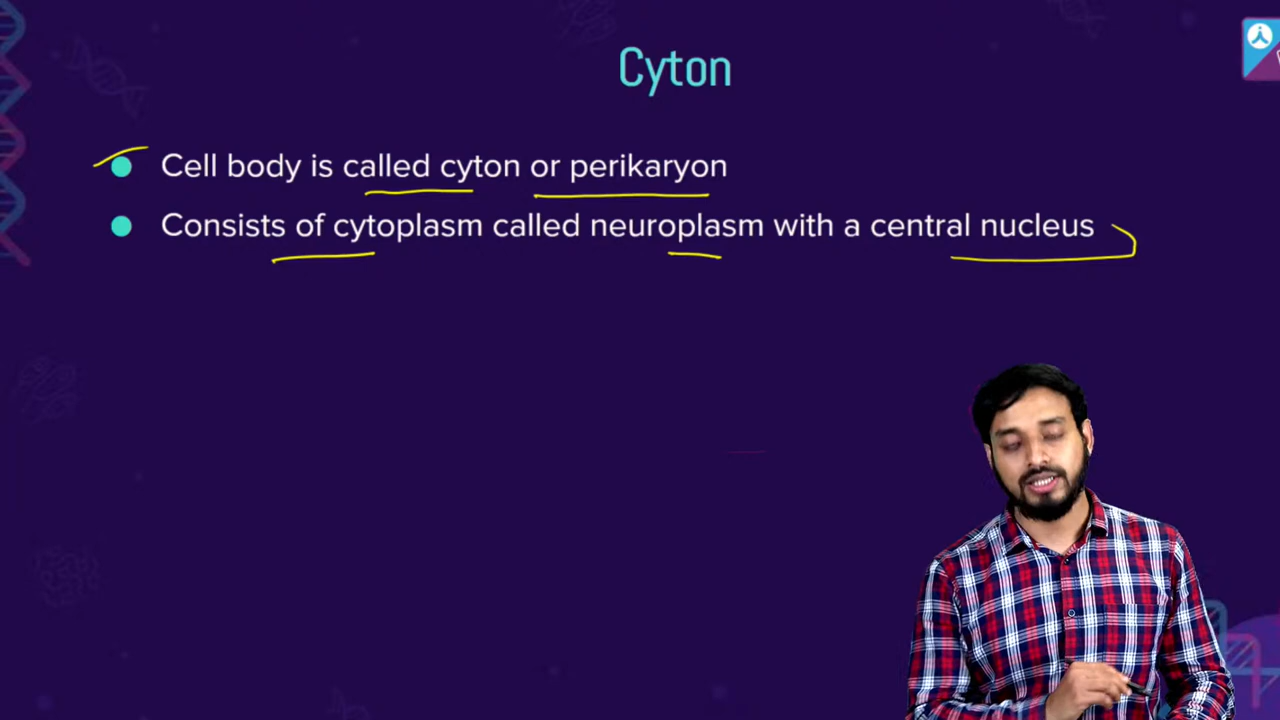 Cyton
Cell body is called cyton or perikaryon
Consists of cytoplasm called neuroplasm with a central nucleus